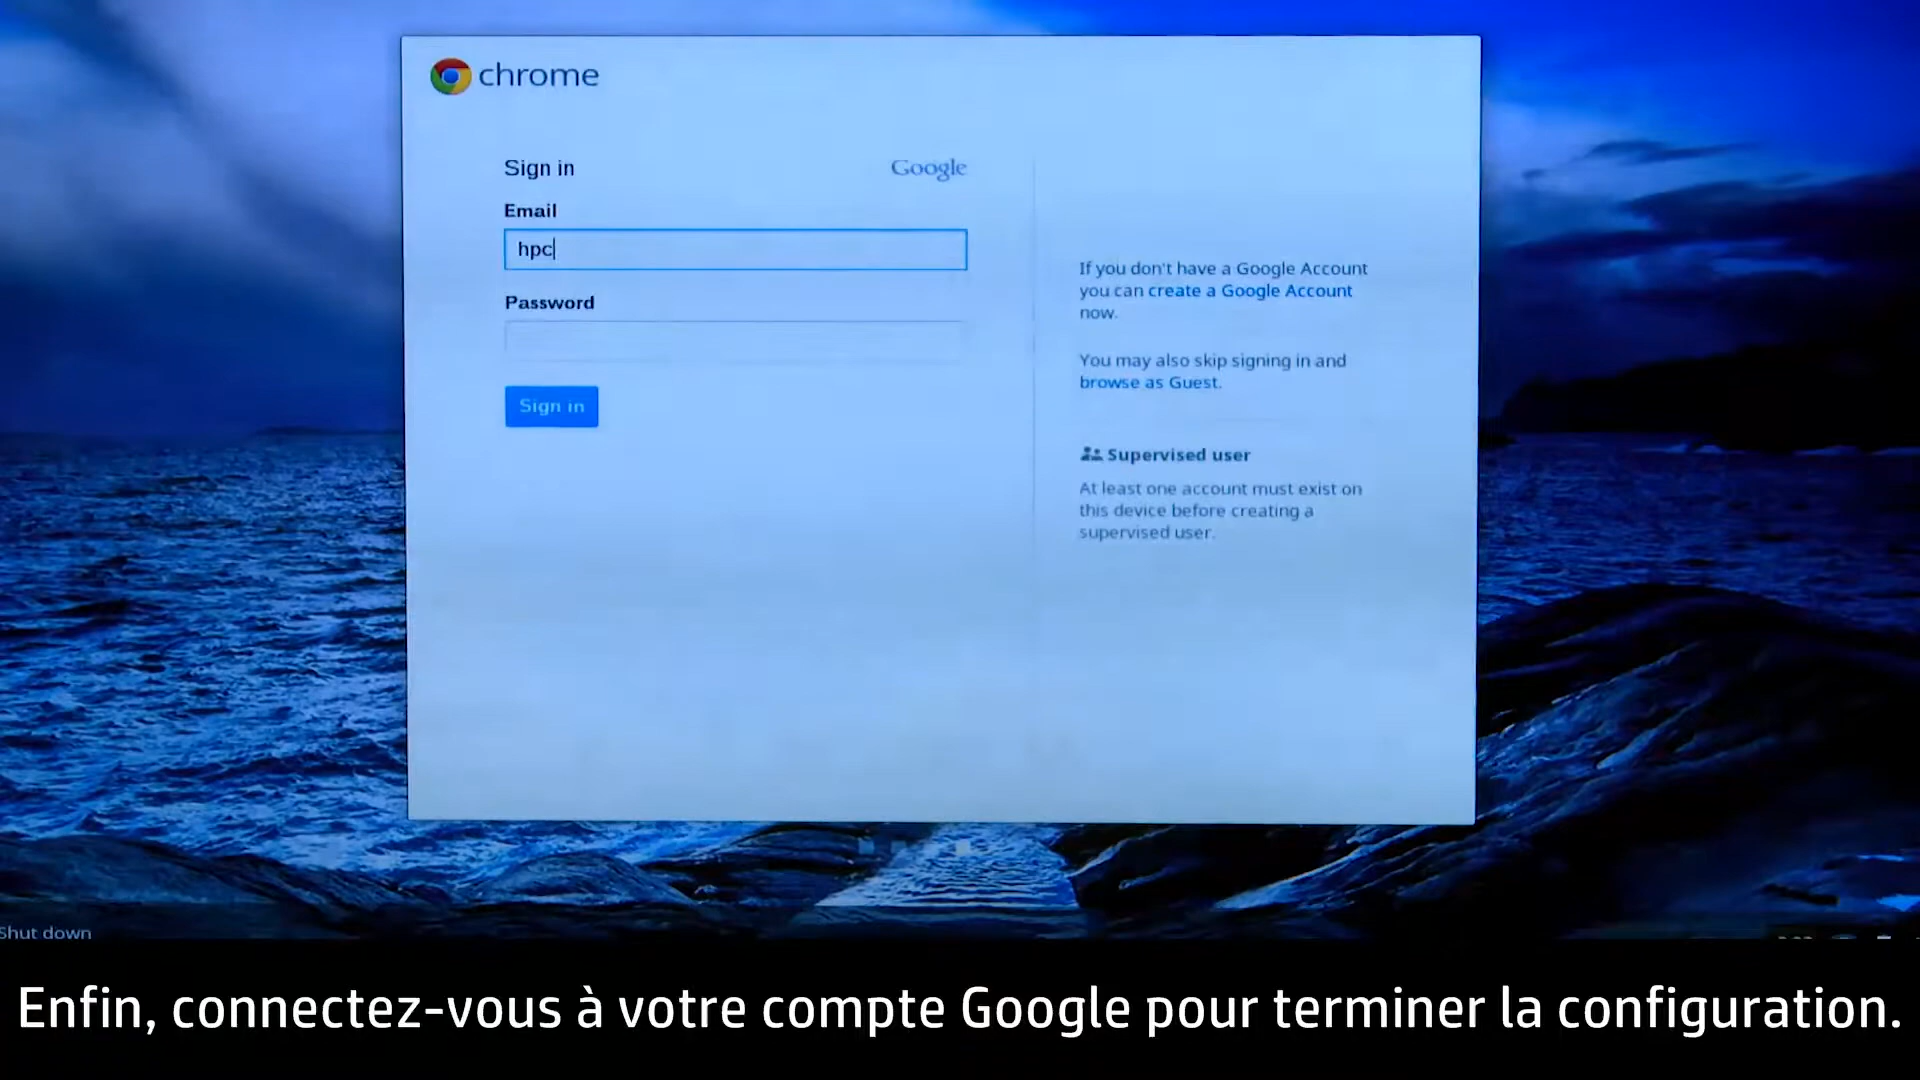 chrome
Sign in
Google
Email
hpc
Password
Sign in
If you don't have a Google Account
you can create a Google Account
now.
You may also skip signing in and
browse as Guest.
Supervised user
At least one account must exist on
this device before creating a
supervised user.
Shut down
Enfin, connectez-vous à votre compte Google pour terminer la configuration.